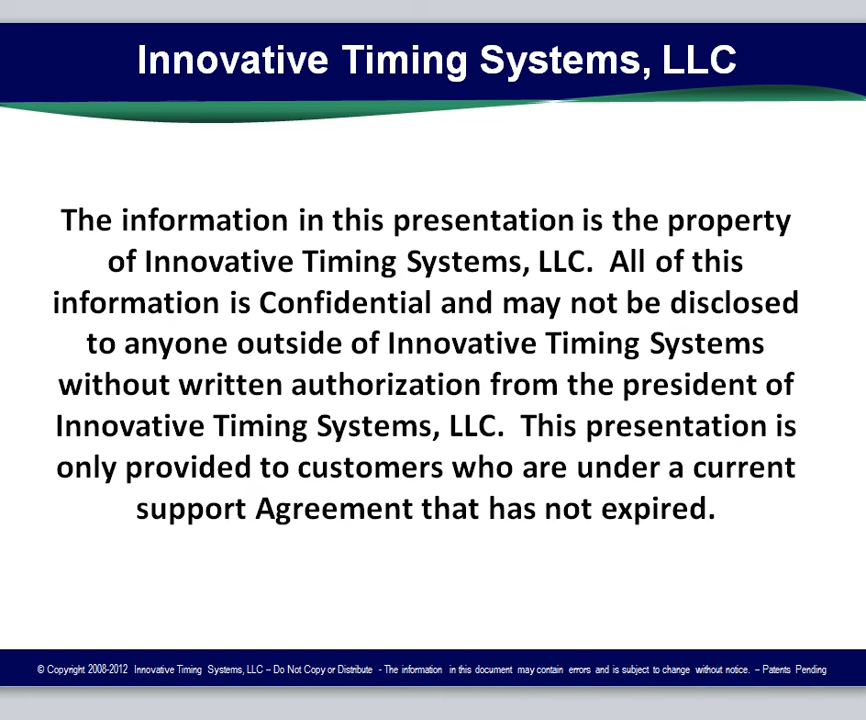 Innovative Timing Systems, LLC
The information in this presentation is the property
of Innovative Timing Systems, LLC.  All of this
information is Confidential and may not be disclosed
to anyone outside of Innovative Timing Systems
without written authorization from the president of
Innovative Timing Systems, LLC.  This presentation is
only provided to customers who are under a current
support Agreement that has not expired.
© Copyright 2008-2012 Innovative Timing Systems, LLC – Do Not Copy or Distribute - The information in this document may contain errors and is subject to change without notice. – Patents Pending